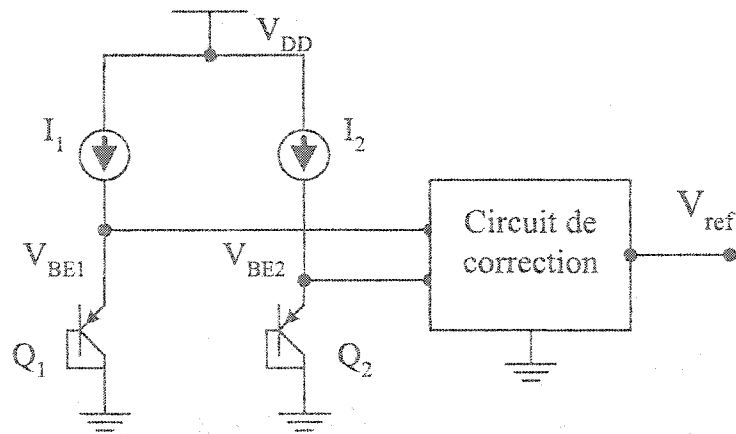 V_DD
I_1
I_2
Circuit de
correction
V_ref
V_BE1
V_BE2
Q_1
Q_2